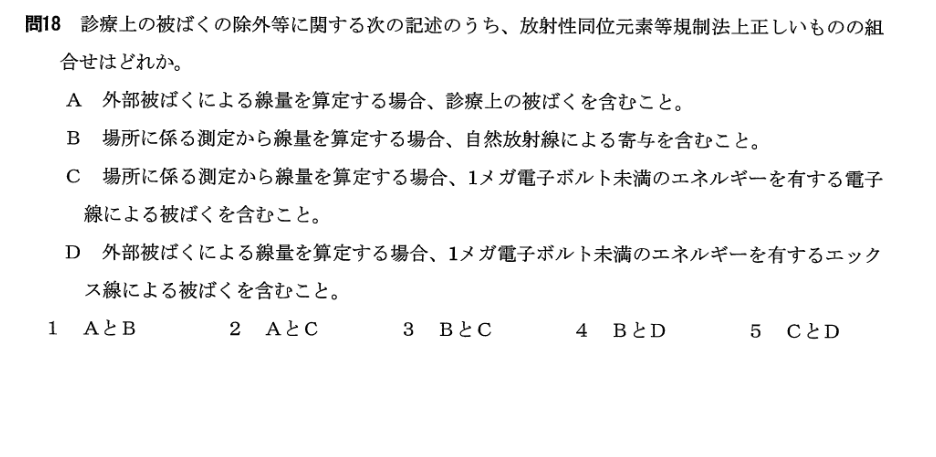 問18　診療上の被ばくの除外等に関する次の記述のうち、放射性同位元素等規制法上正しいものの組
合せはどれか。
A　外部被ばくによる線量を算定する場合、診療上の被ばくを含むこと。
B　場所に係る測定から線量を算定する場合、自然放射線による寄与を含むこと。
C　場所に係る測定から線量を算定する場合、1メガ電子ボルト未満のエネルギーを有する電子
線による被ばくを含むこと。
D　外部被ばくによる線量を算定する場合、1メガ電子ボルト未満のエネルギーを有するエック
ス線による被ばくを含むこと。
1　AとB　2　AとC　3　BとC　4　BとD　5　CとD